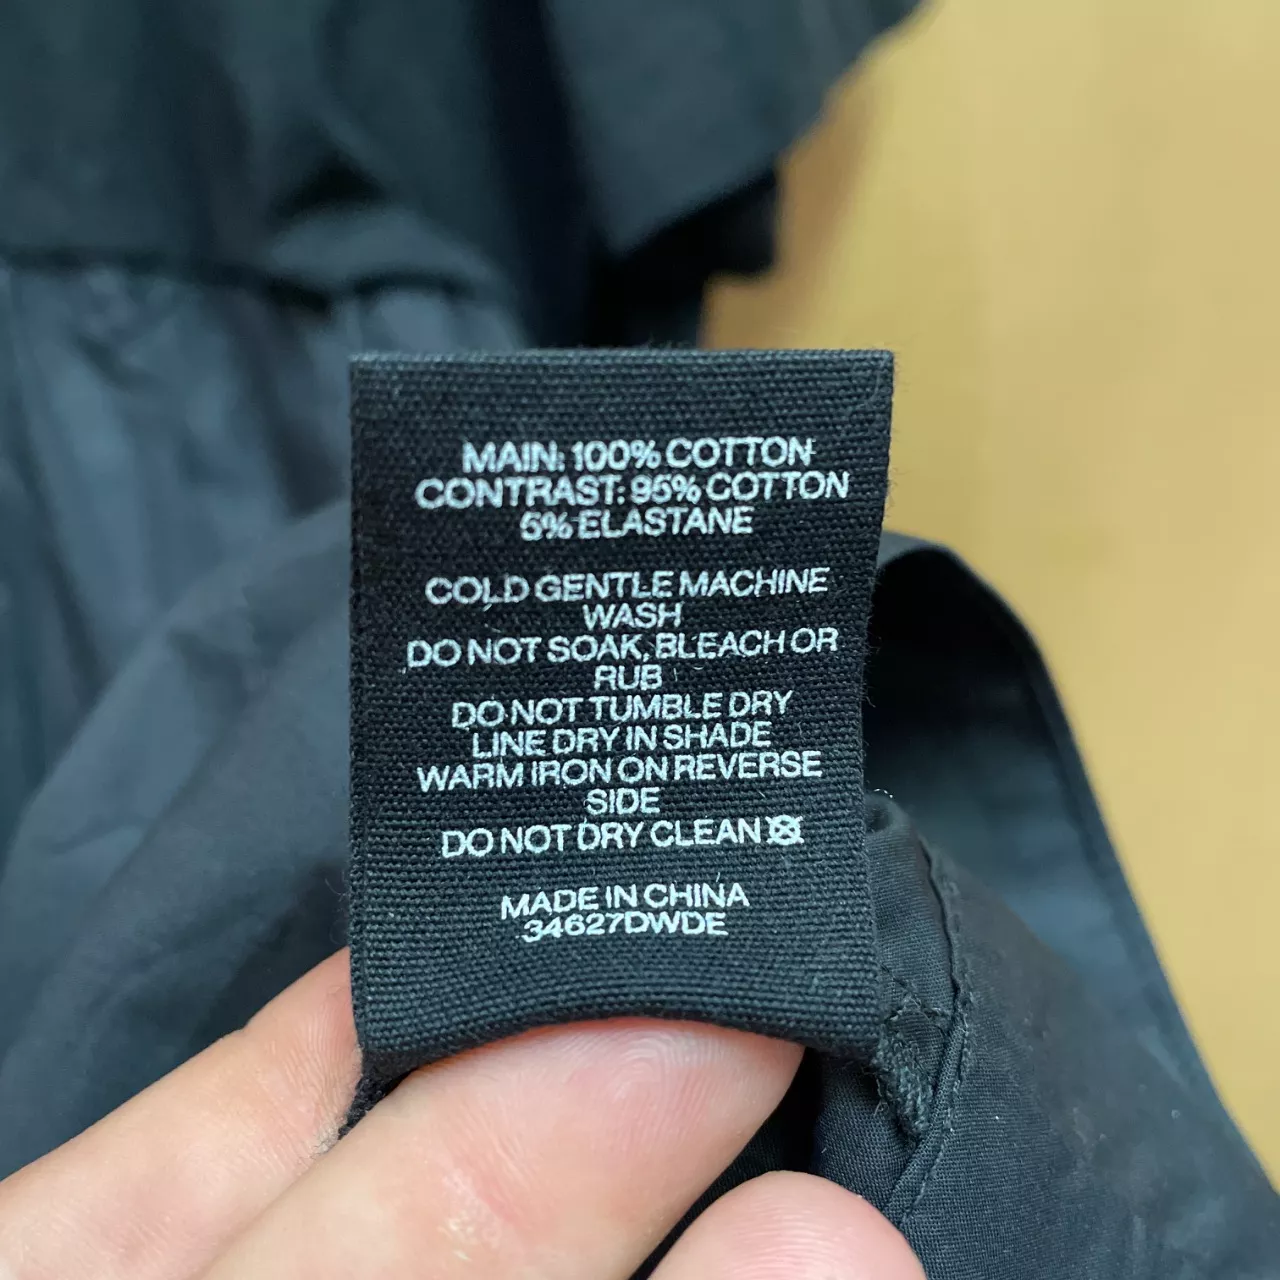 MAIN: 100% COTTON
CONTRAST: 95% COTTON
5% ELASTANE
COLD GENTLE MACHINE
WASH
DO NOT SOAK, BLEACH OR
RUB
DO NOT TUMBLE DRY
LINE DRY IN SHADE
WARM IRON ON REVERSE
SIDE
DO NOT DRY CLEAN
MADE IN CHINA
34627DWDE